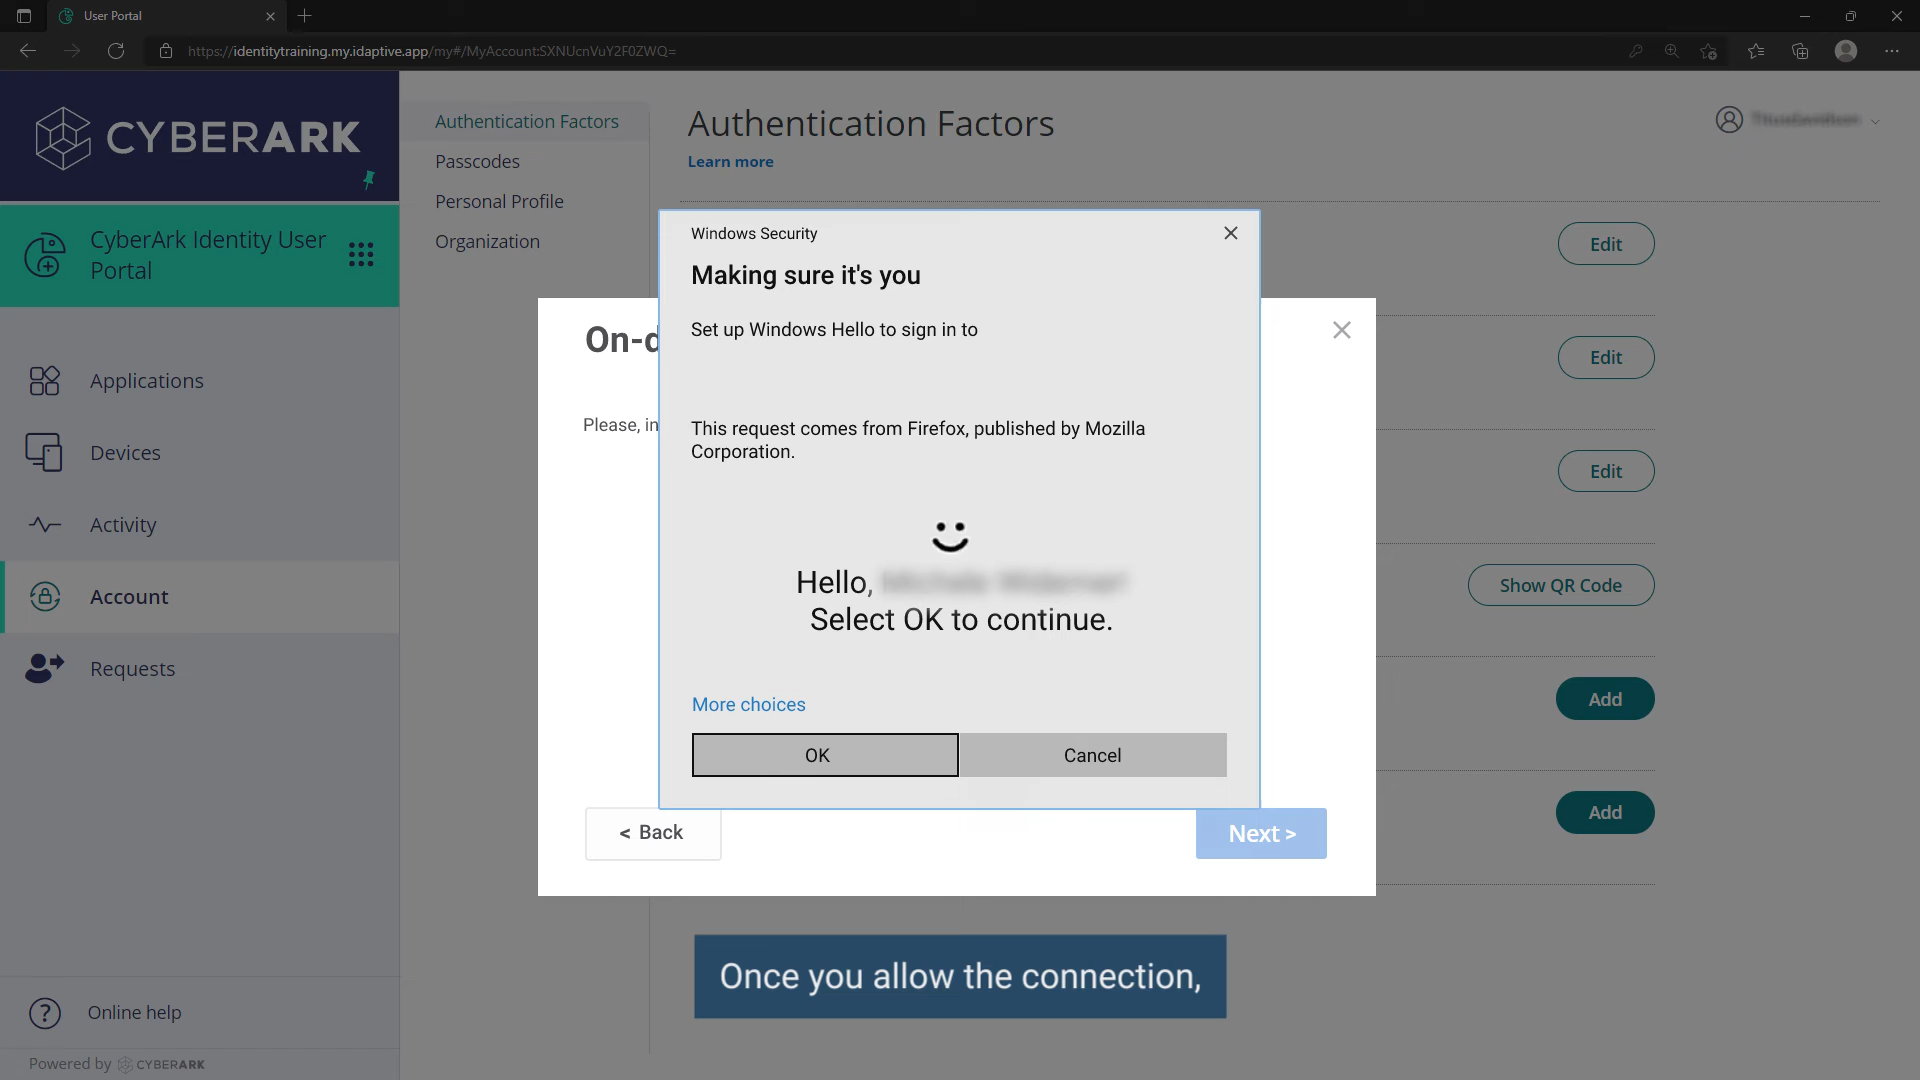 User Portal
https://identitytraining.my.idaptive.app/my#/MyAccount:SXNUcnVuY2F0ZWQ=
CYBERARK
CyberArk Identity User
Portal
Applications
Devices
Activity
Account
Requests
Online help
Powered by CYBERARK
Authentication Factors
Passcodes
Personal Profile
Organization
Authentication Factors
Learn more
Edit
Edit
Edit
Show QR Code
Add
Add
On-d
Please, in
< Back
Next >
Windows Security
Making sure it's you
Set up Windows Hello to sign in to
This request comes from Firefox, published by Mozilla
Corporation.
Hello,
Select OK to continue.
More choices
OK
Cancel
Once you allow the connection,